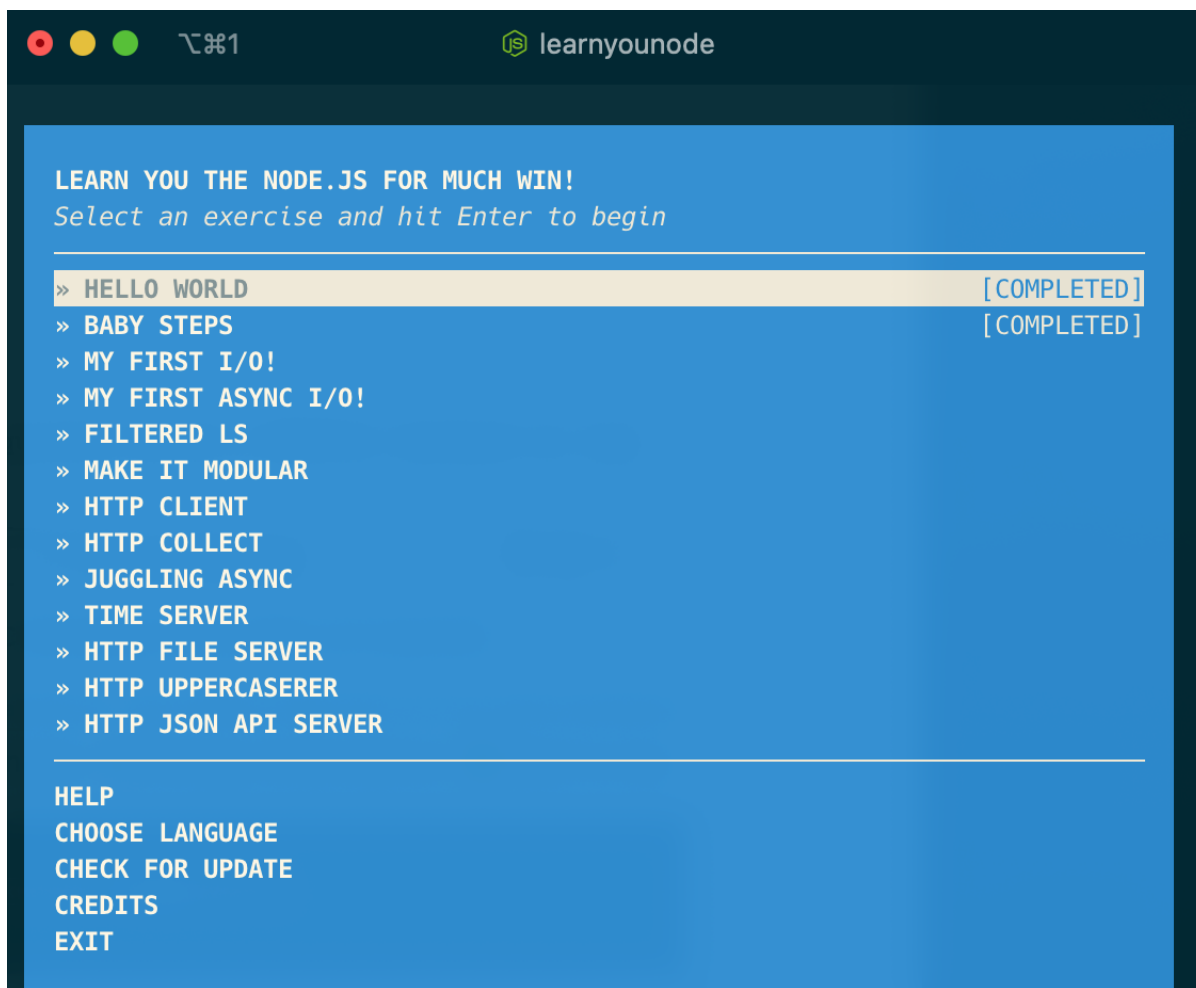 ⌥⌘1 JS learnyounode
LEARN YOU THE NODE.JS FOR MUCH WIN!
Select an exercise and hit Enter to begin
» HELLO WORLD [COMPLETED]
» BABY STEPS [COMPLETED]
» MY FIRST I/O!
» MY FIRST ASYNC I/O!
» FILTERED LS
» MAKE IT MODULAR
» HTTP CLIENT
» HTTP COLLECT
» JUGGLING ASYNC
» TIME SERVER
» HTTP FILE SERVER
» HTTP UPPERCASERER
» HTTP JSON API SERVER
HELP
CHOOSE LANGUAGE
CHECK FOR UPDATE
CREDITS
EXIT